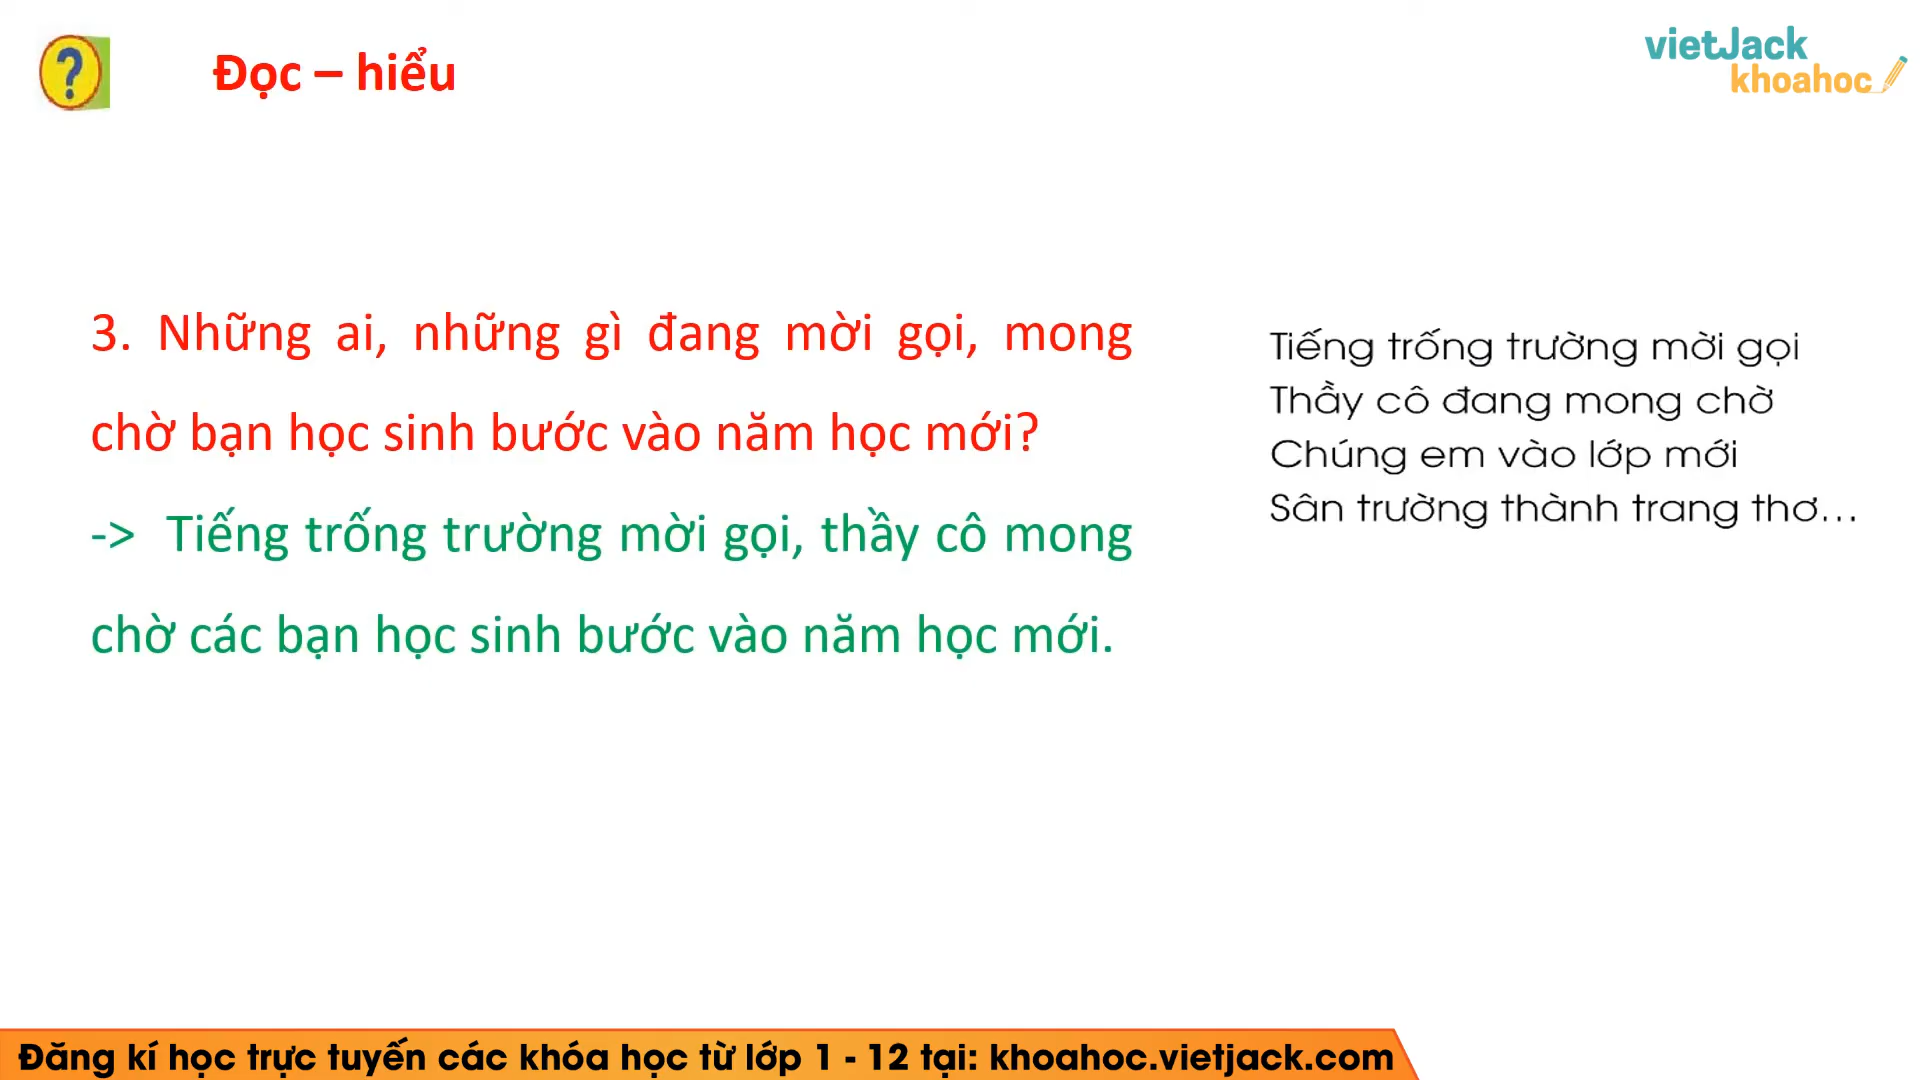 ?
Đọc – hiểu
vietJack
khoahoc
3. Những ai, những gì đang mời gọi, mong
chờ bạn học sinh bước vào năm học mới?
-> Tiếng trống trường mời gọi, thầy cô mong
chờ các bạn học sinh bước vào năm học mới.
Tiếng trống trường mời gọi
Thầy cô đang mong chờ
Chúng em vào lớp mới
Sân trường thành trang thơ...
Đăng kí học trực tuyến các khóa học từ lớp 1 - 12 tại: khoahoc.vietjack.com